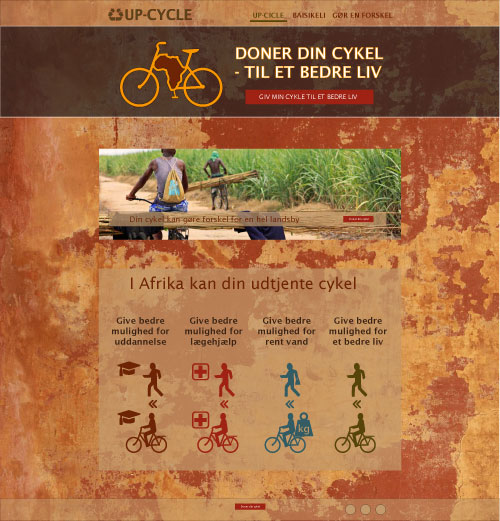 UP-CYCLE
UP-CICLE BAISIKELI GØR EN FORSKEL
DONER DIN CYKEL
- TIL ET BEDRE LIV
GIV MIN CYKLE TIL ET BEDRE LIV
Din cykel kan gøre forskel for en hel landsby
I Afrika kan din udtjente cykel
Give bedre
mulighed for
uddannelse
Give bedre
mulighed for
lægehjælp
Give bedre
mulighed for
rent vand
Give bedre
mulighed for
et bedre liv
kg